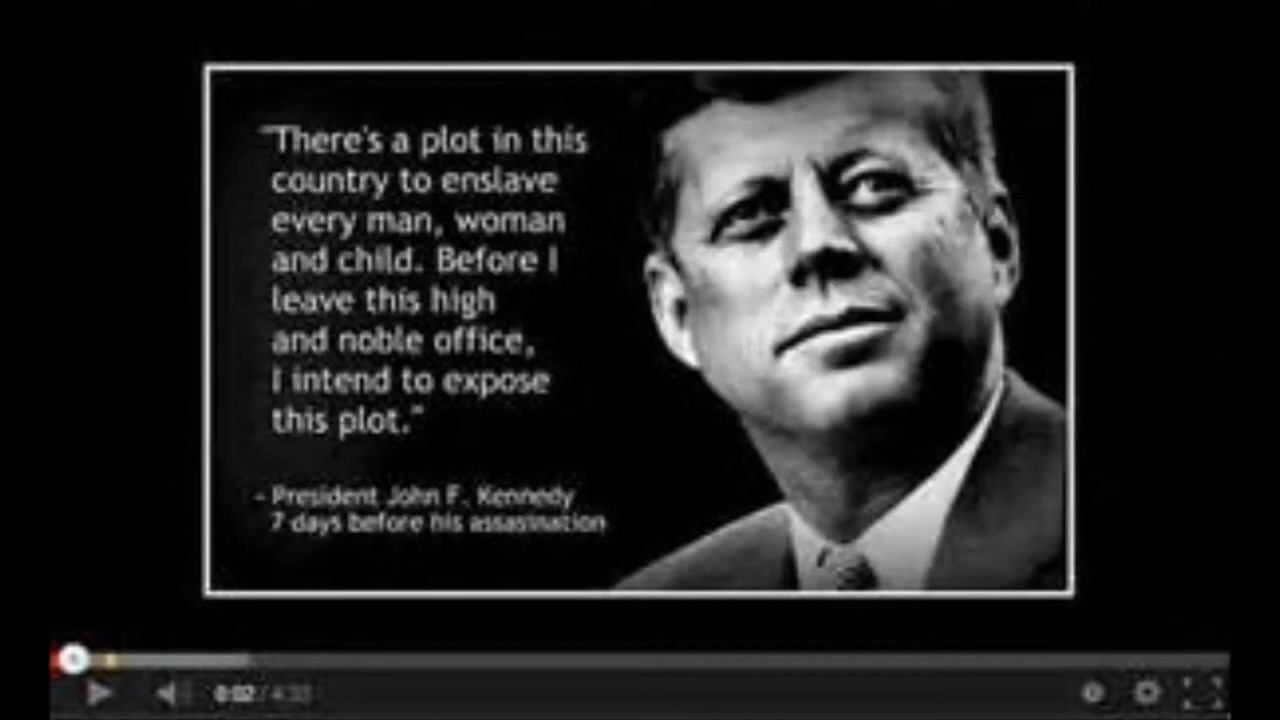 "There's a plot in this
country to enslave
every man, woman
and child. Before I
leave this high
and noble office,
I intend to expose
this plot."
- President John F. Kennedy
7 days before his assasination
0:02 /